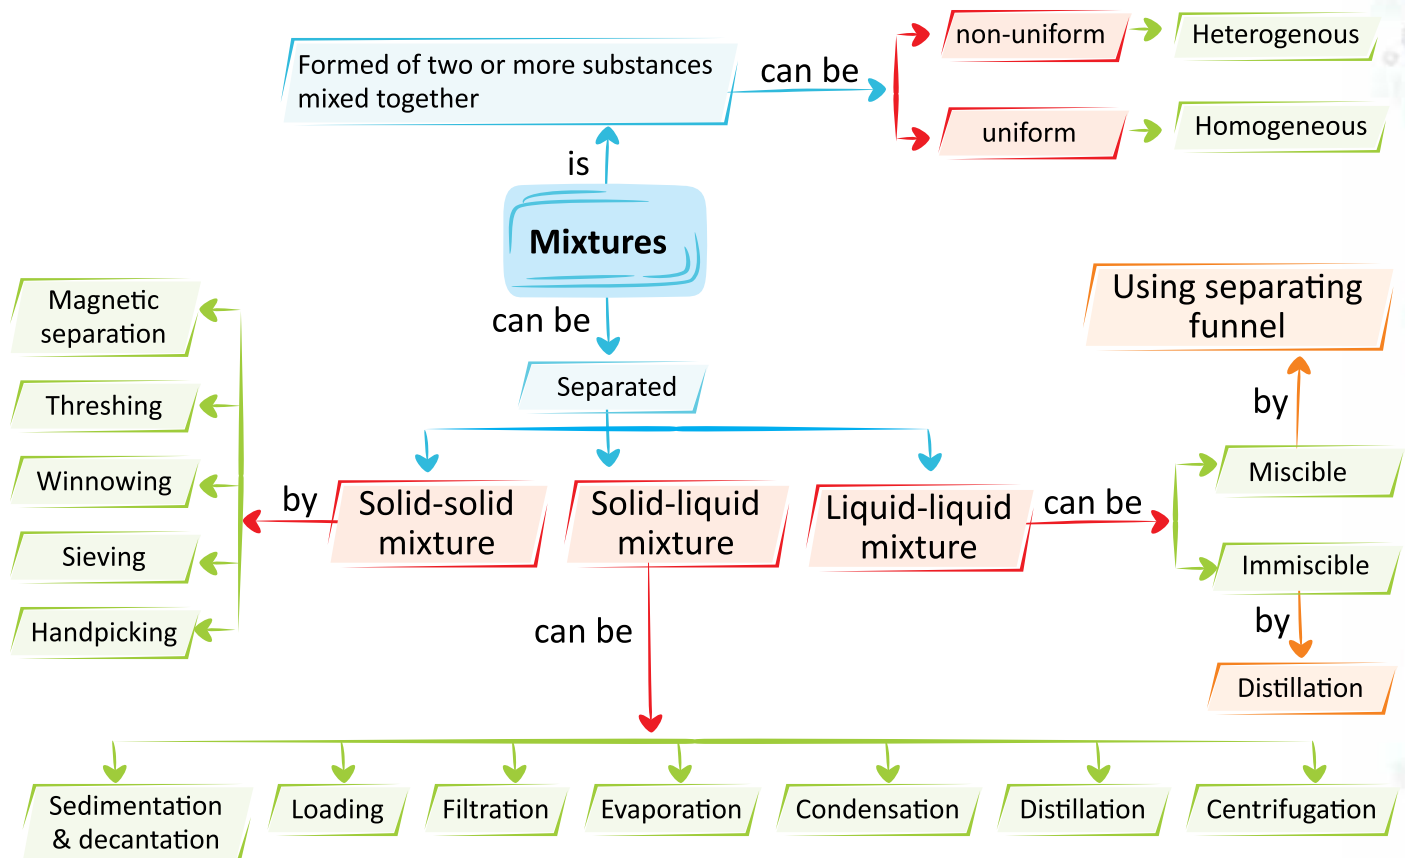 non-uniform
Heterogenous
Formed of two or more substances
mixed together
can be
uniform
Homogeneous
is
Mixtures
can be
Separated
Magnetic
separation
Threshing
Winnowing
Sieving
Handpicking
by
Solid-solid
mixture
Solid-liquid
mixture
Liquid-liquid
mixture
can be
Using separating
funnel
by
Miscible
Immiscible
by
Distillation
can be
Sedimentation
& decantation
Loading
Filtration
Evaporation
Condensation
Distillation
Centrifugation